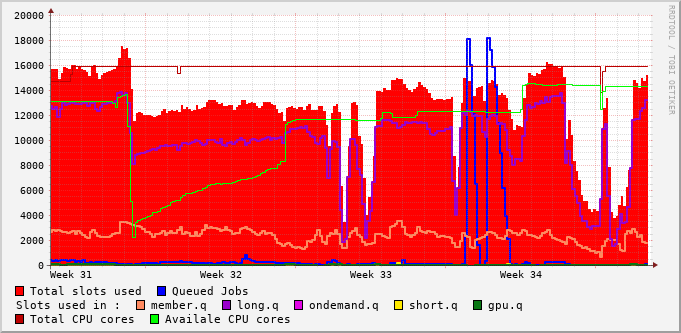 RRDTOOL / TOBI OETIKER
20000
18000
16000
14000
12000
10000
8000
6000
4000
2000
0
Week 31 Week 32 Week 33 Week 34
Total slots used Queued Jobs
Slots used in : member.q long.q ondemand.q short.q gpu.q
Total CPU cores Availale CPU cores